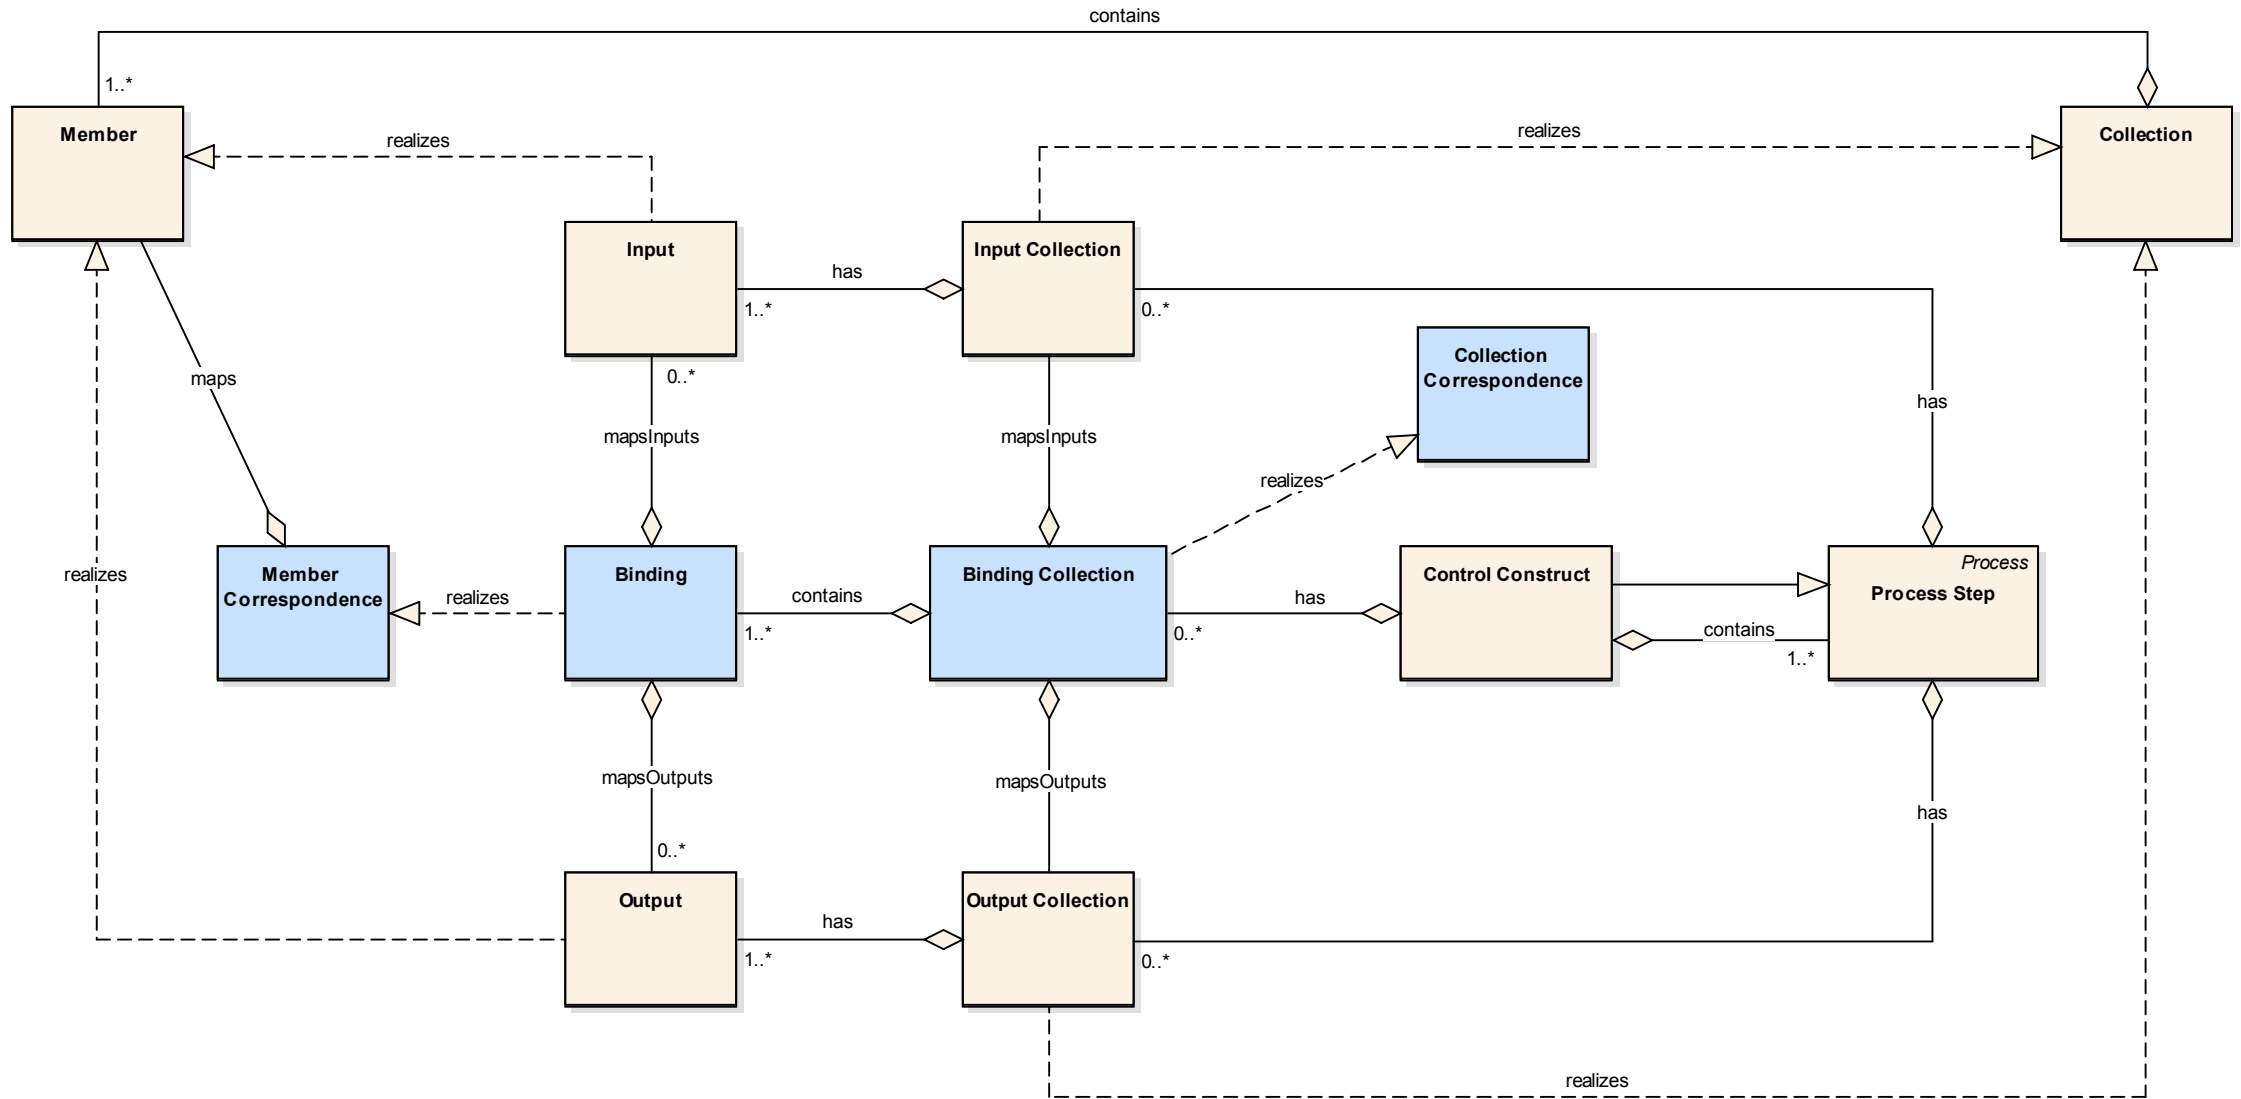 contains
1..*
Member
realizes
realizes
Collection
Input
Input Collection
has
1..*
0..*
Collection
Correspondence
0..*
maps
has
mapsInputs
mapsInputs
realizes
Process
Member
Correspondence
Binding
Binding Collection
Control Construct
Process Step
realizes
realizes
contains
has
1..*
0..*
contains
1..*
mapsOutputs
mapsOutputs
has
0..*
Output
Output Collection
has
1..*
0..*
realizes